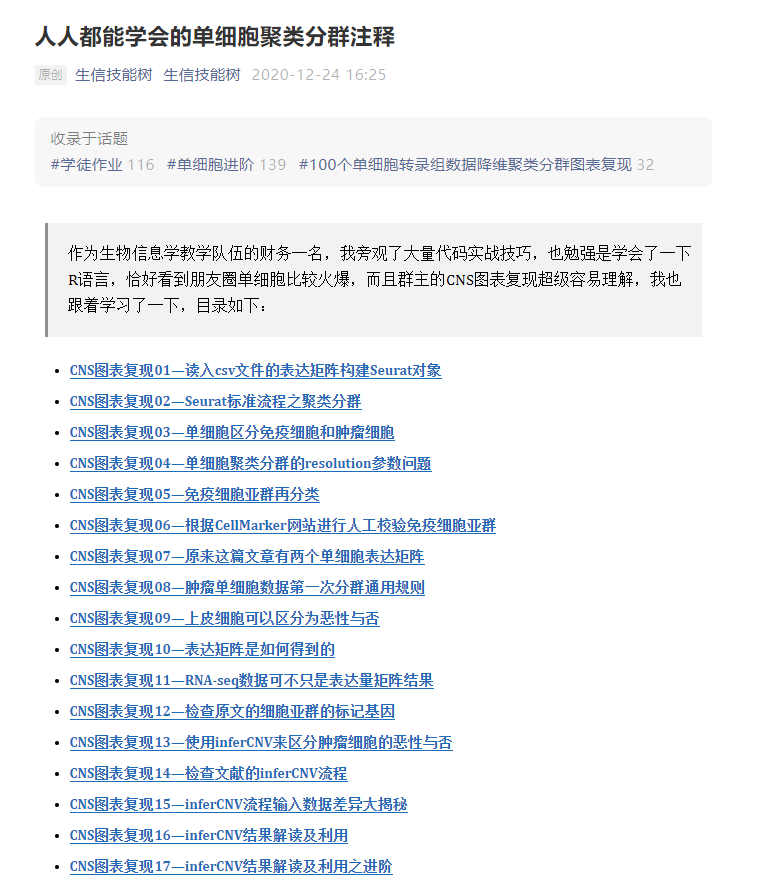 人人都能学会的单细胞聚类分群注释
原创 生信技能树 生信技能树 2020-12-24 16:25
收录于话题
#学徒作业 116 #单细胞进阶 139 #100个单细胞转录组数据降维聚类分群图表复现 32
作为生物信息学教学队伍的财务一名，我旁观了大量代码实战技巧，也勉强是学会了一下
R语言，恰好看到朋友圈单细胞比较火爆，而且群主的CNS图表复现超级容易理解，我也
跟着学习了一下，目录如下：
• CNS图表复现01—读入csv文件的表达矩阵构建Seurat对象
• CNS图表复现02—Seurat标准流程之聚类分群
• CNS图表复现03—单细胞区分免疫细胞和肿瘤细胞
• CNS图表复现04—单细胞聚类分群的resolution参数问题
• CNS图表复现05—免疫细胞亚群再分类
• CNS图表复现06—根据CellMarker网站进行人工校验免疫细胞亚群
• CNS图表复现07—原来这篇文章有两个单细胞表达矩阵
• CNS图表复现08—肿瘤单细胞数据第一次分群通用规则
• CNS图表复现09—上皮细胞可以区分为恶性与否
• CNS图表复现10—表达矩阵是如何得到的
• CNS图表复现11—RNA-seq数据可不只是表达量矩阵结果
• CNS图表复现12—检查原文的细胞亚群的标记基因
• CNS图表复现13—使用inferCNV来区分肿瘤细胞的恶性与否
• CNS图表复现14—检查文献的inferCNV流程
• CNS图表复现15—inferCNV流程输入数据差异大揭秘
• CNS图表复现16—inferCNV结果解读及利用
• CNS图表复现17—inferCNV结果解读及利用之进阶